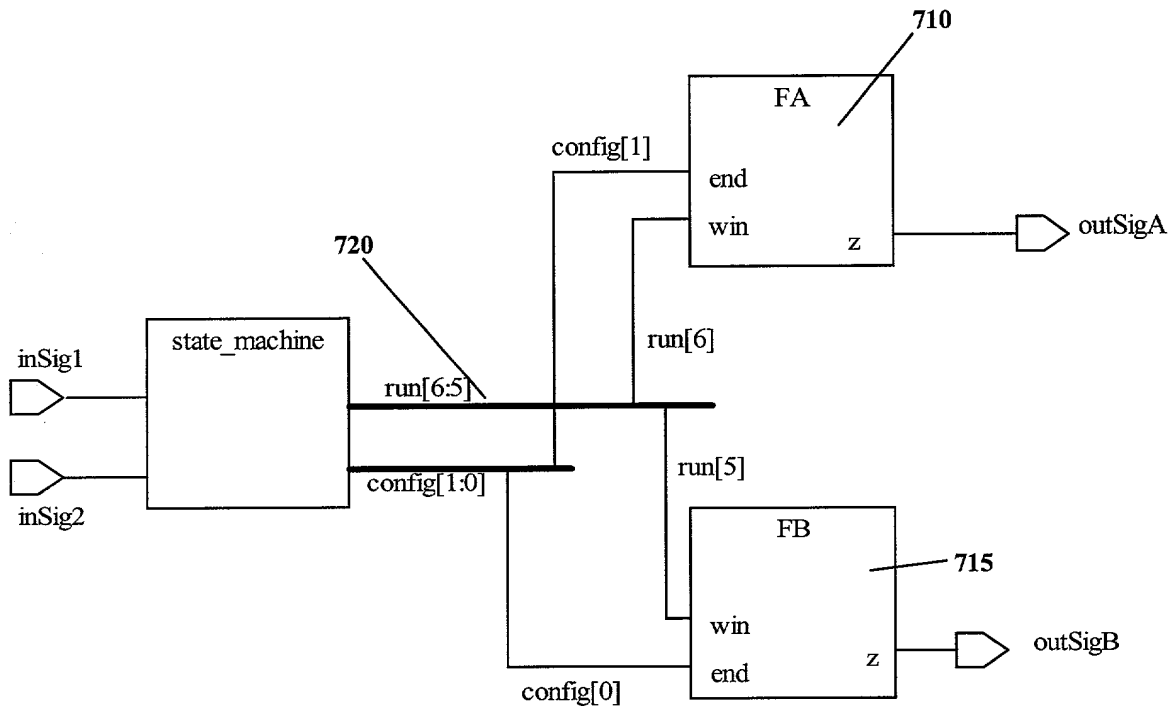 710
FA
config[1]
end
win
z
outSigA
720
run[6]
state_machine
inSig1
run[6:5]
run[5]
config[1:0]
inSig2
FB
715
win
z
outSigB
end
config[0]